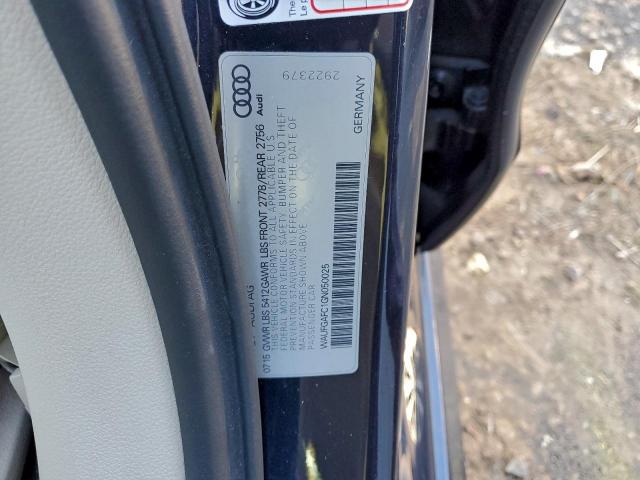 The
Le p
2922379
Audi
GERMANY
AUDI AG
07/15 GVWR LBS 5412 GAWR LBS FRONT 2778/REAR 2756
THIS VEHICLE CONFORMS TO ALL APPLICABLE U.S.
FEDERAL MOTOR VEHICLE SAFETY, BUMPER AND THEFT
PREVENTION STANDARDS IN EFFECT ON THE DATE OF
MANUFACTURE SHOWN ABOVE.
PASSENGER CAR
WAUFGAFC1GN050025